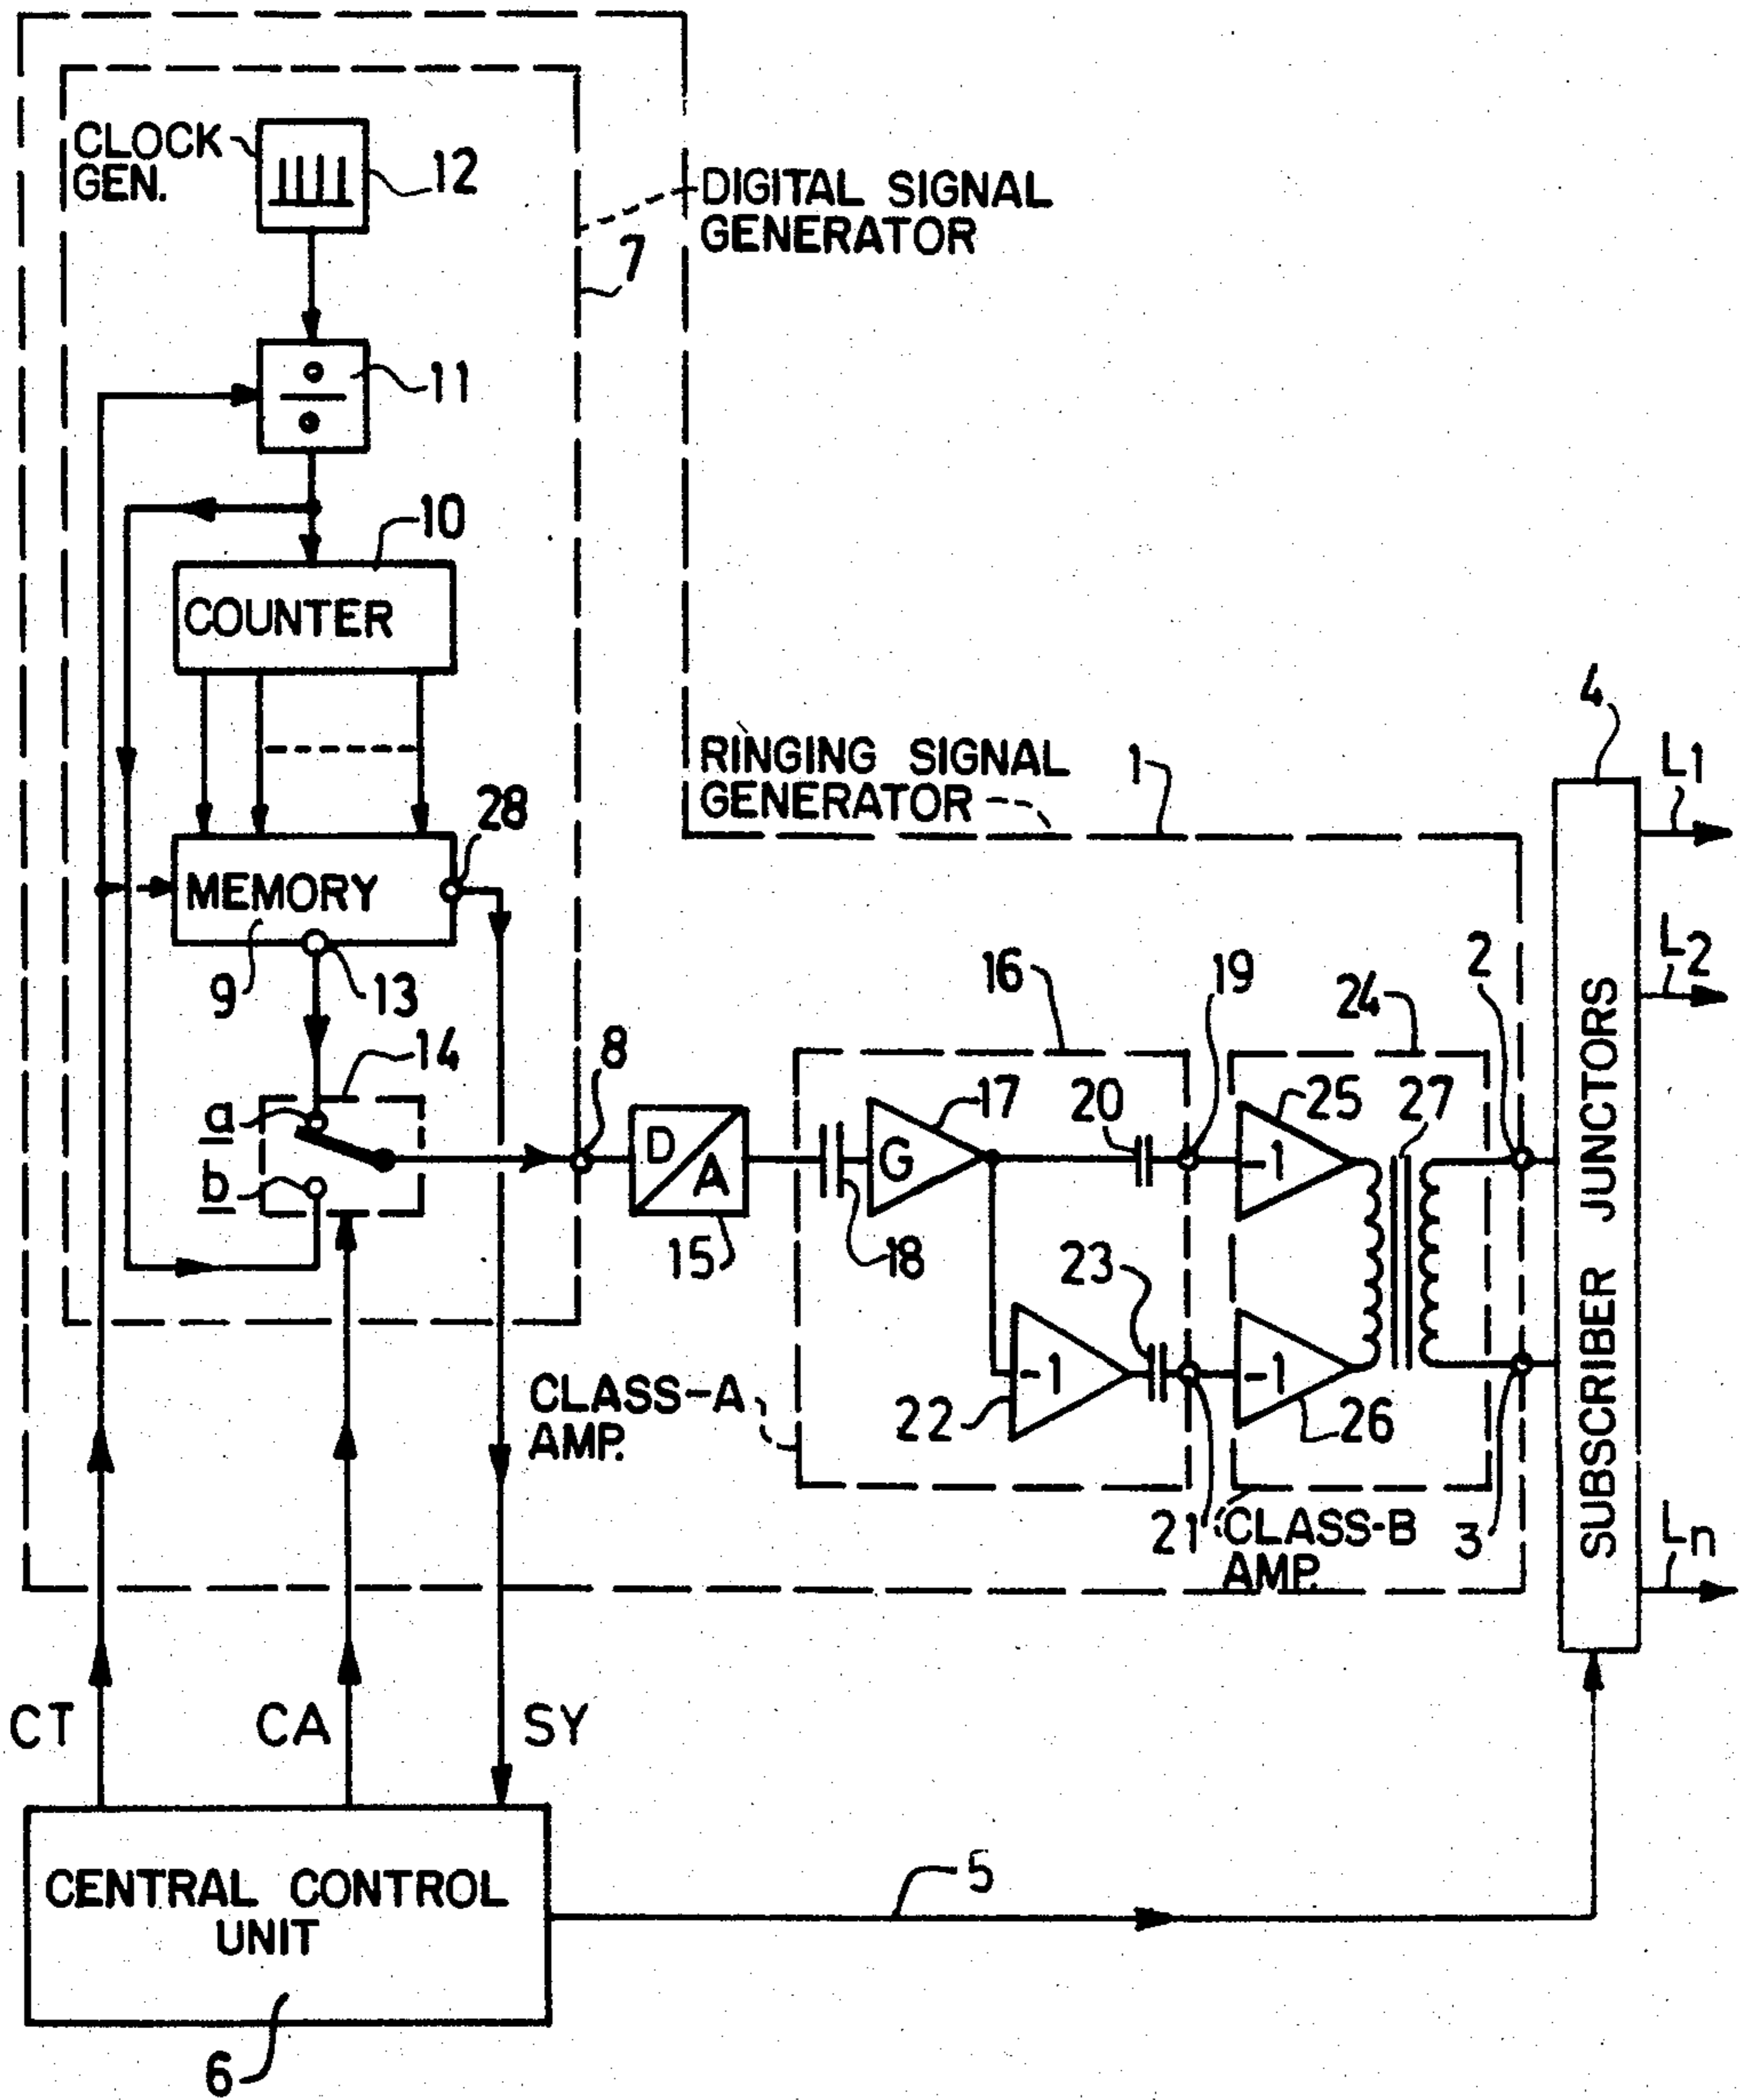 CLOCK
GEN.
12
DIGITAL SIGNAL
GENERATOR
7
11
10
COUNTER
4
RINGING SIGNAL
GENERATOR
1
L1
28
MEMORY
9
13
L2
2
16
19
24
14
8
a
b
D
A
15
G
17
18
20
25
27
-1
23
22
-1
-1
26
CLASS-A
AMP.
21
CLASS-B
AMP.
3
SUBSCRIBER JUNCTORS
Ln
CT
CA
SY
CENTRAL CONTROL
UNIT
5
6